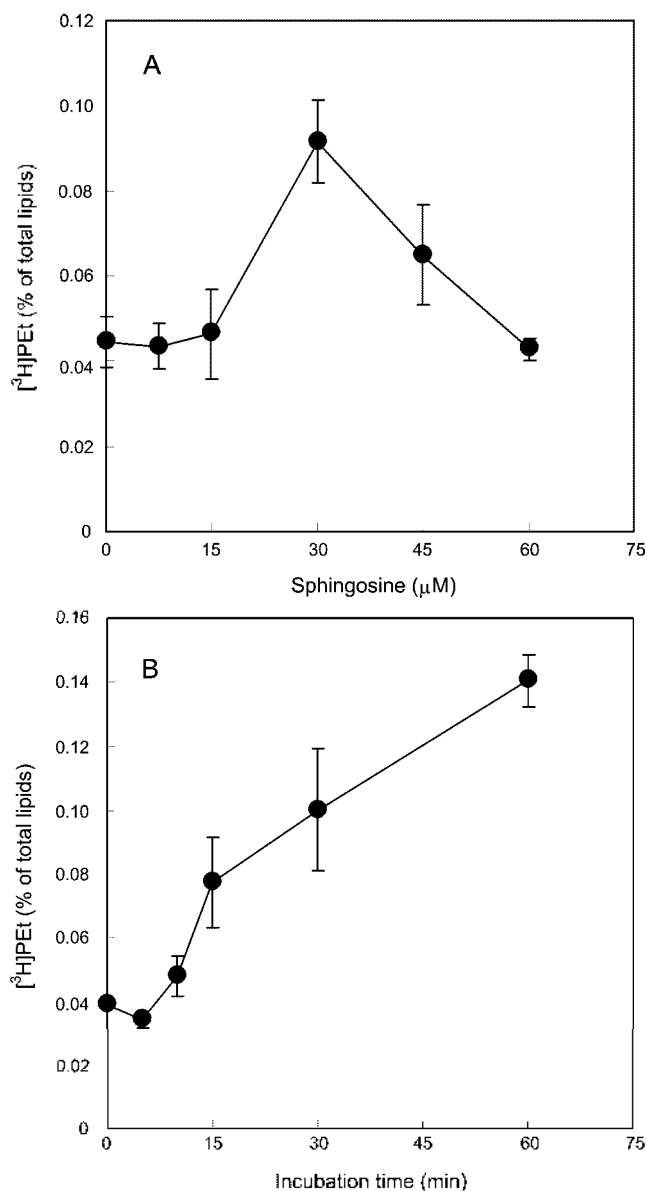 0.12
A
0.10
0.08
0.06
0.04
0.02
0
[³H]PEt (% of total lipids)
0 15 30 45 60 75
Sphingosine (μM)
0.16
B
0.14
0.12
0.10
0.08
0.06
0.04
0.02
0
[³H]PEt (% of total lipids)
0 15 30 45 60 75
Incubation time (min)